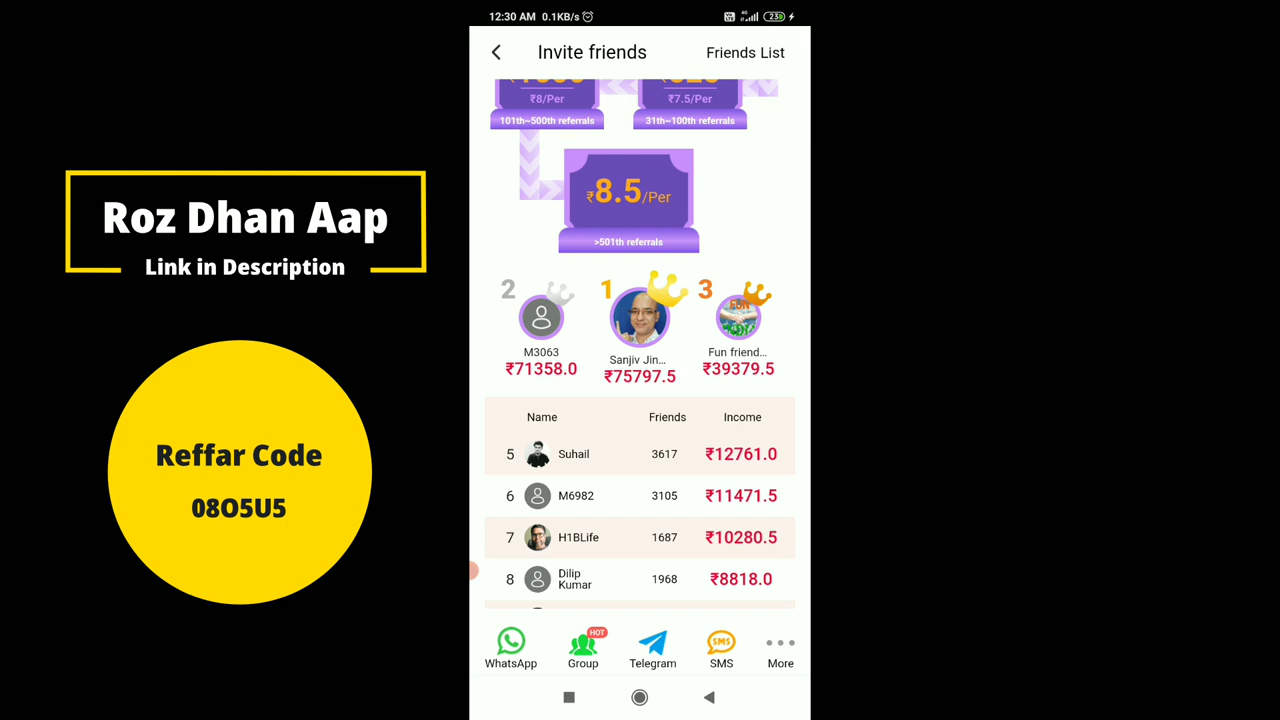 12:30 AM 0.1KB/s
4G
23
Invite friends
Friends List
₹8/Per
₹7.5/Per
101th~500th referrals
31th~100th referrals
₹8.5/Per
>501th referrals
2
1
3
M3063
Sanjiv Jin...
Fun friend...
₹71358.0
₹75797.5
₹39379.5
Name Friends Income
5 Suhail 3617 ₹12761.0
6 M6982 3105 ₹11471.5
7 H1BLife 1687 ₹10280.5
8 Dilip Kumar 1968 ₹8818.0
HOT
SMS
WhatsApp Group Telegram SMS More
Roz Dhan Aap
Link in Description
Reffar Code
08O5U5